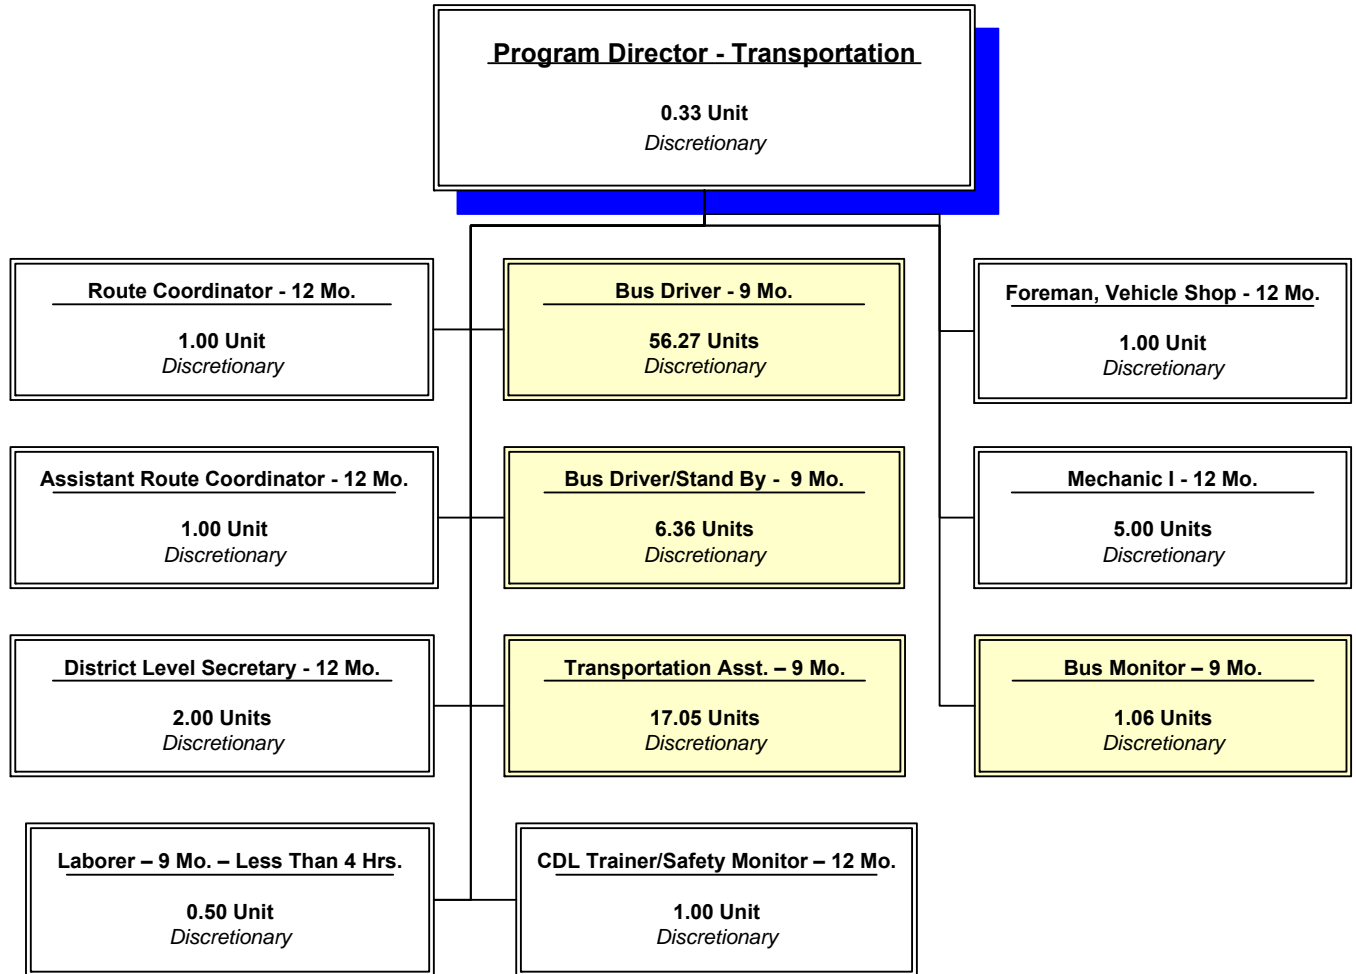 Program Director - Transportation
0.33 Unit
Discretionary
Route Coordinator - 12 Mo.
1.00 Unit
Discretionary
Bus Driver - 9 Mo.
56.27 Units
Discretionary
Foreman, Vehicle Shop - 12 Mo.
1.00 Unit
Discretionary
Assistant Route Coordinator - 12 Mo.
1.00 Unit
Discretionary
Bus Driver/Stand By - 9 Mo.
6.36 Units
Discretionary
Mechanic I - 12 Mo.
5.00 Units
Discretionary
District Level Secretary - 12 Mo.
2.00 Units
Discretionary
Transportation Asst. – 9 Mo.
17.05 Units
Discretionary
Bus Monitor – 9 Mo.
1.06 Units
Discretionary
Laborer – 9 Mo. – Less Than 4 Hrs.
0.50 Unit
Discretionary
CDL Trainer/Safety Monitor – 12 Mo.
1.00 Unit
Discretionary